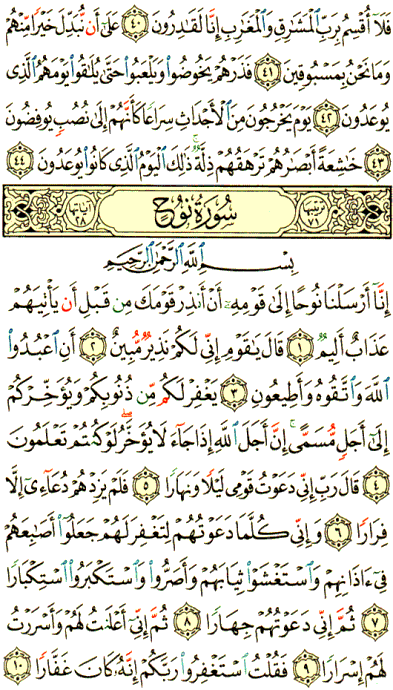 فَلَآ أُقْسِمُ بِرَبِّ ٱلْمَشَٰرِقِ وَٱلْمَغَٰرِبِ إِنَّا لَقَٰدِرُونَ ٤٠ عَلَىٰٓ أَن نُّبَدِّلَ خَيْرًا مِّنْهُمْ
وَمَا نَحْنُ بِمَسْبُوقِينَ ٤١ فَذَرْهُمْ يَخُوضُوا۟ وَيَلْعَبُوا۟ حَتَّىٰ يُلَٰقُوا۟ يَوْمَهُمُ ٱلَّذِى
يُوعَدُونَ ٤٢ يَوْمَ يَخْرُجُونَ مِنَ ٱلْأَجْدَاثِ سِرَاعًا كَأَنَّهُمْ إِلَىٰ نُصُبٍ يُوفِضُونَ
٤٣ خَٰشِعَةً أَبْصَٰرُهُمْ تَرْهَقُهُمْ ذِلَّةٌ ۚ ذَٰلِكَ ٱلْيَوْمُ ٱلَّذِى كَانُوا۟ يُوعَدُونَ ٤٤
ترتيبها ٧١ سُورَةُ نُوحٍ آياتها ٢٨
بِسْمِ ٱللَّهِ ٱلرَّحْمَٰنِ ٱلرَّحِيمِ
إِنَّآ أَرْسَلْنَا نُوحًا إِلَىٰ قَوْمِهِۦٓ أَنْ أَنذِرْ قَوْمَكَ مِن قَبْلِ أَن يَأْتِيَهُمْ
عَذَابٌ أَلِيمٌ ١ قَالَ يَٰقَوْمِ إِنِّى لَكُمْ نَذِيرٌ مُّبِينٌ ٢ أَنِ ٱعْبُدُوا۟
ٱللَّهَ وَٱتَّقُوهُ وَأَطِيعُونِ ٣ يَغْفِرْ لَكُم مِّن ذُنُوبِكُمْ وَيُؤَخِّرْكُمْ
إِلَىٰٓ أَجَلٍ مُّسَمًّى ۚ إِنَّ أَجَلَ ٱللَّهِ إِذَا جَآءَ لَا يُؤَخَّرُ ۖ لَوْ كُنتُمْ تَعْلَمُونَ
٤ قَالَ رَبِّ إِنِّى دَعَوْتُ قَوْمِى لَيْلًا وَنَهَارًا ٥ فَلَمْ يَزِدْهُمْ دُعَآءِىٓ إِلَّا
فِرَارًا ٦ وَإِنِّى كُلَّمَا دَعَوْتُهُمْ لِتَغْفِرَ لَهُمْ جَعَلُوٓا۟ أَصَٰبِعَهُمْ
فِىٓ ءَاذَانِهِمْ وَٱسْتَغْشَوْا۟ ثِيَابَهُمْ وَأَصَرُّوا۟ وَٱسْتَكْبَرُوا۟ ٱسْتِكْبَارًا
٧ ثُمَّ إِنِّى دَعَوْتُهُمْ جِهَارًا ٨ ثُمَّ إِنِّىٓ أَعْلَنتُ لَهُمْ وَأَسْرَرْتُ
لَهُمْ إِسْرَارًا ٩ فَقُلْتُ ٱسْتَغْفِرُوا۟ رَبَّكُمْ إِنَّهُۥ كَانَ غَفَّارًا ١٠